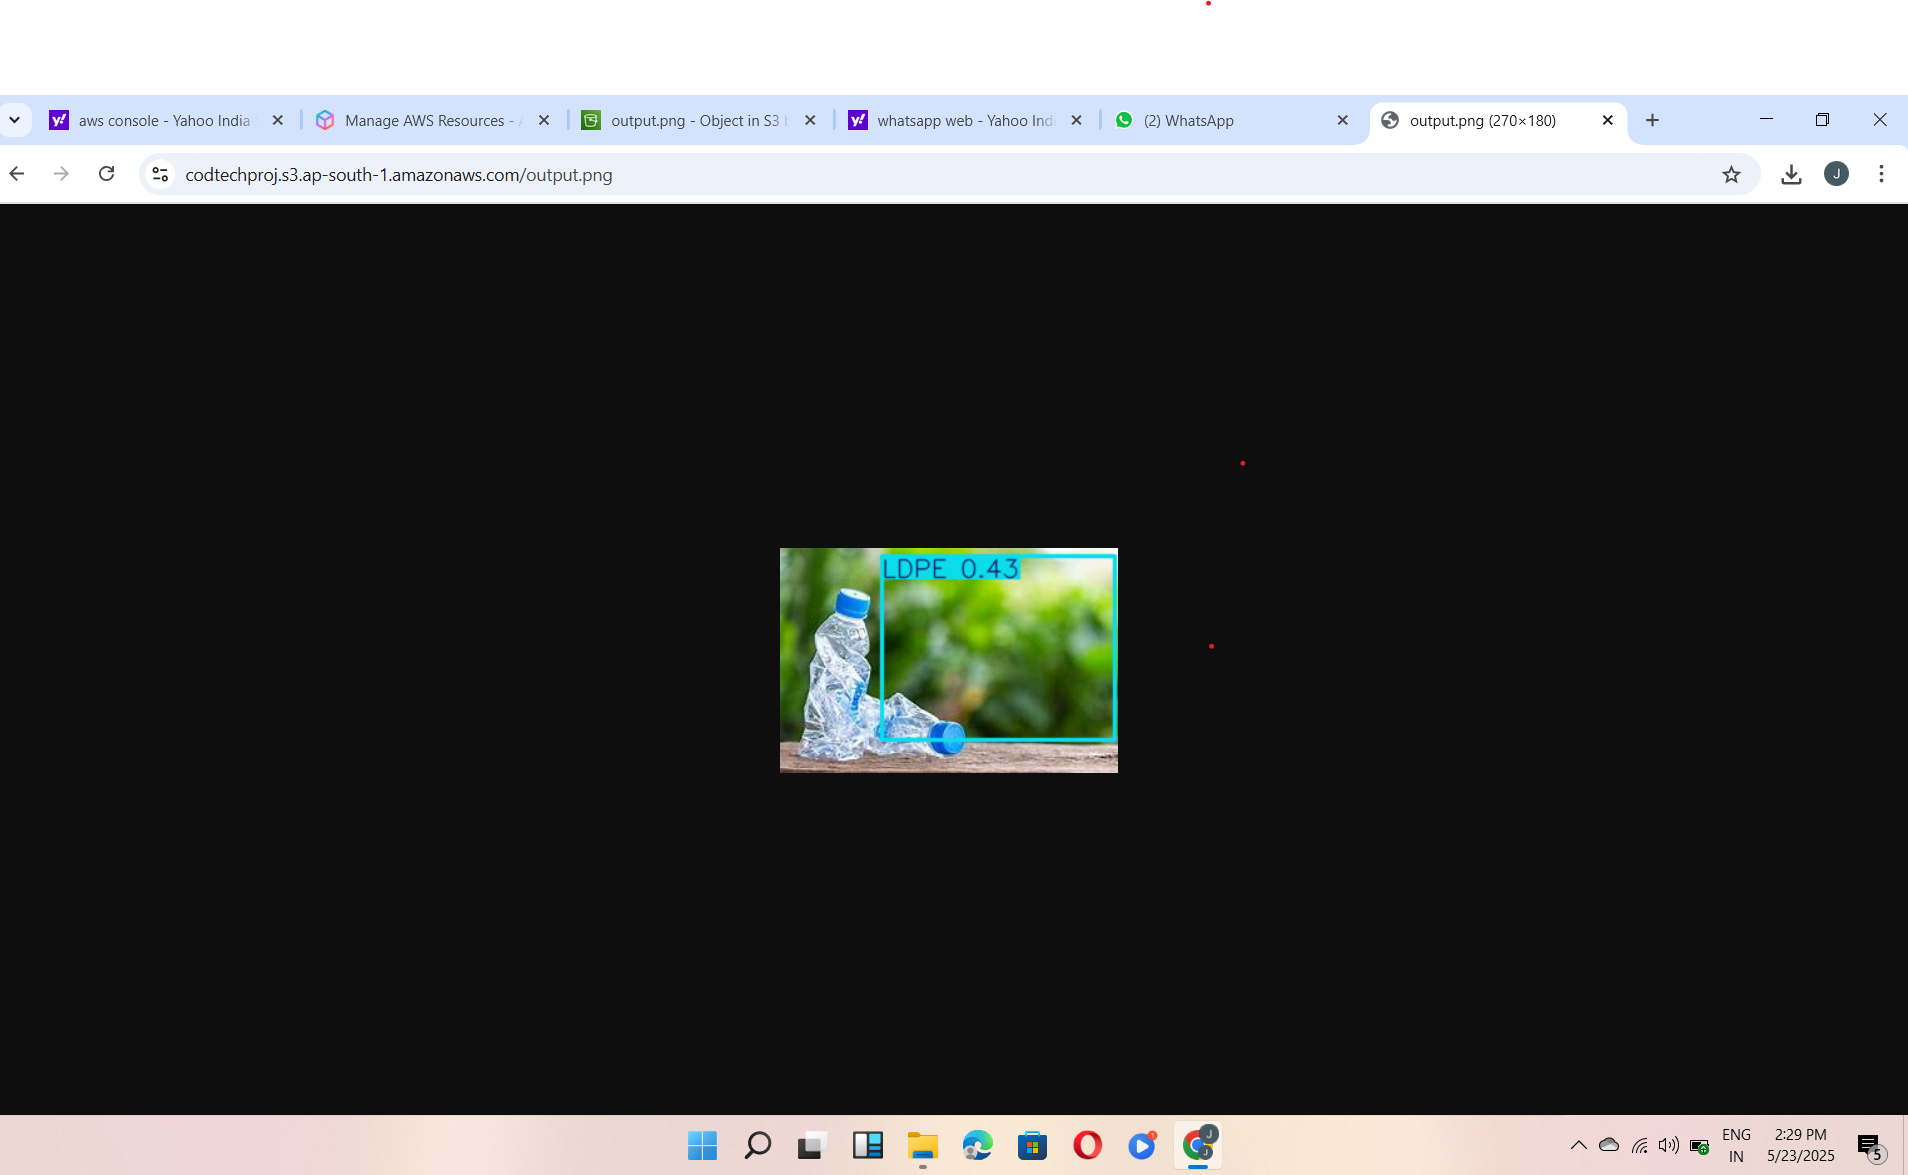 aws console - Yahoo India
Manage AWS Resources -
output.png - Object in S3
whatsapp web - Yahoo Ind
(2) WhatsApp
output.png (270×180)
codtechproj.s3.ap-south-1.amazonaws.com/output.png
J
LDPE 0.43
1
J
J
ENG
IN
2:29 PM
5/23/2025
5